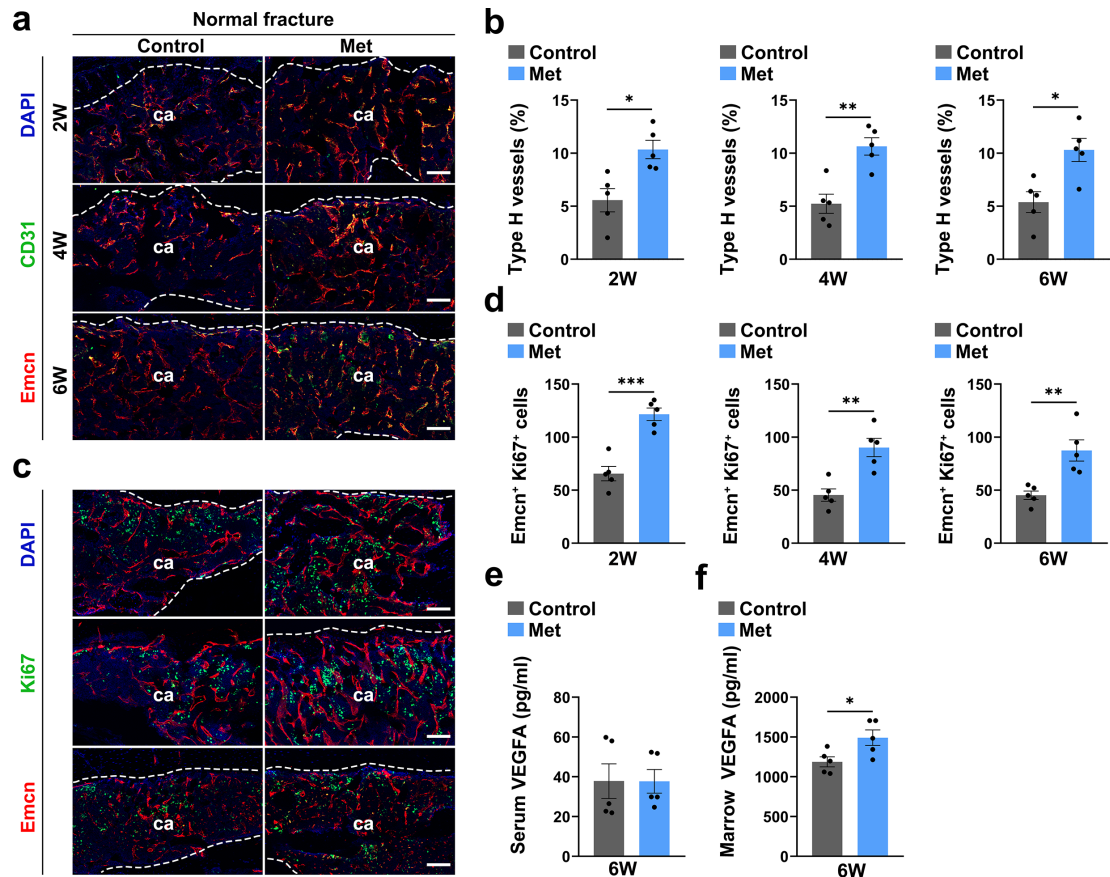 a
Normal fracture
Control
Met
DAPI
CD31
Emcn
2W
4W
6W
ca
ca
ca
ca
ca
ca
b
Control
Met
Type H vessels (%)
15
10
5
0
*
2W
Control
Met
Type H vessels (%)
15
10
5
0
**
4W
Control
Met
Type H vessels (%)
15
10
5
0
*
6W
c
DAPI
Ki67
Emcn
ca
ca
ca
ca
ca
ca
d
Control
Met
Emcn⁺ Ki67⁺ cells
150
100
50
0
***
2W
Control
Met
Emcn⁺ Ki67⁺ cells
150
100
50
0
**
4W
Control
Met
Emcn⁺ Ki67⁺ cells
150
100
50
0
**
6W
e
Control
Met
Serum VEGFA (pg/ml)
80
60
40
20
0
6W
f
Control
Met
Marrow VEGFA (pg/ml)
2000
1500
1000
500
0
*
6W